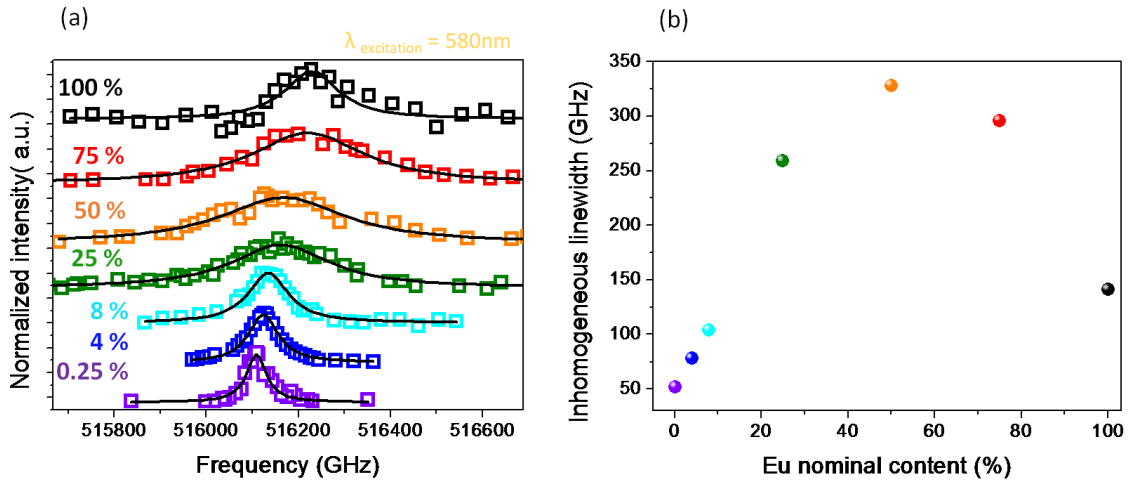 (a)
λ excitation = 580nm
100 %
75 %
50 %
25 %
8 %
4 %
0.25 %
Normalized intensity( a.u.)
515800 516000 516200 516400 516600
Frequency (GHz)
(b)
350
300
250
200
150
100
50
Inhomogeneous linewidth (GHz)
0 20 40 60 80 100
Eu nominal content (%)